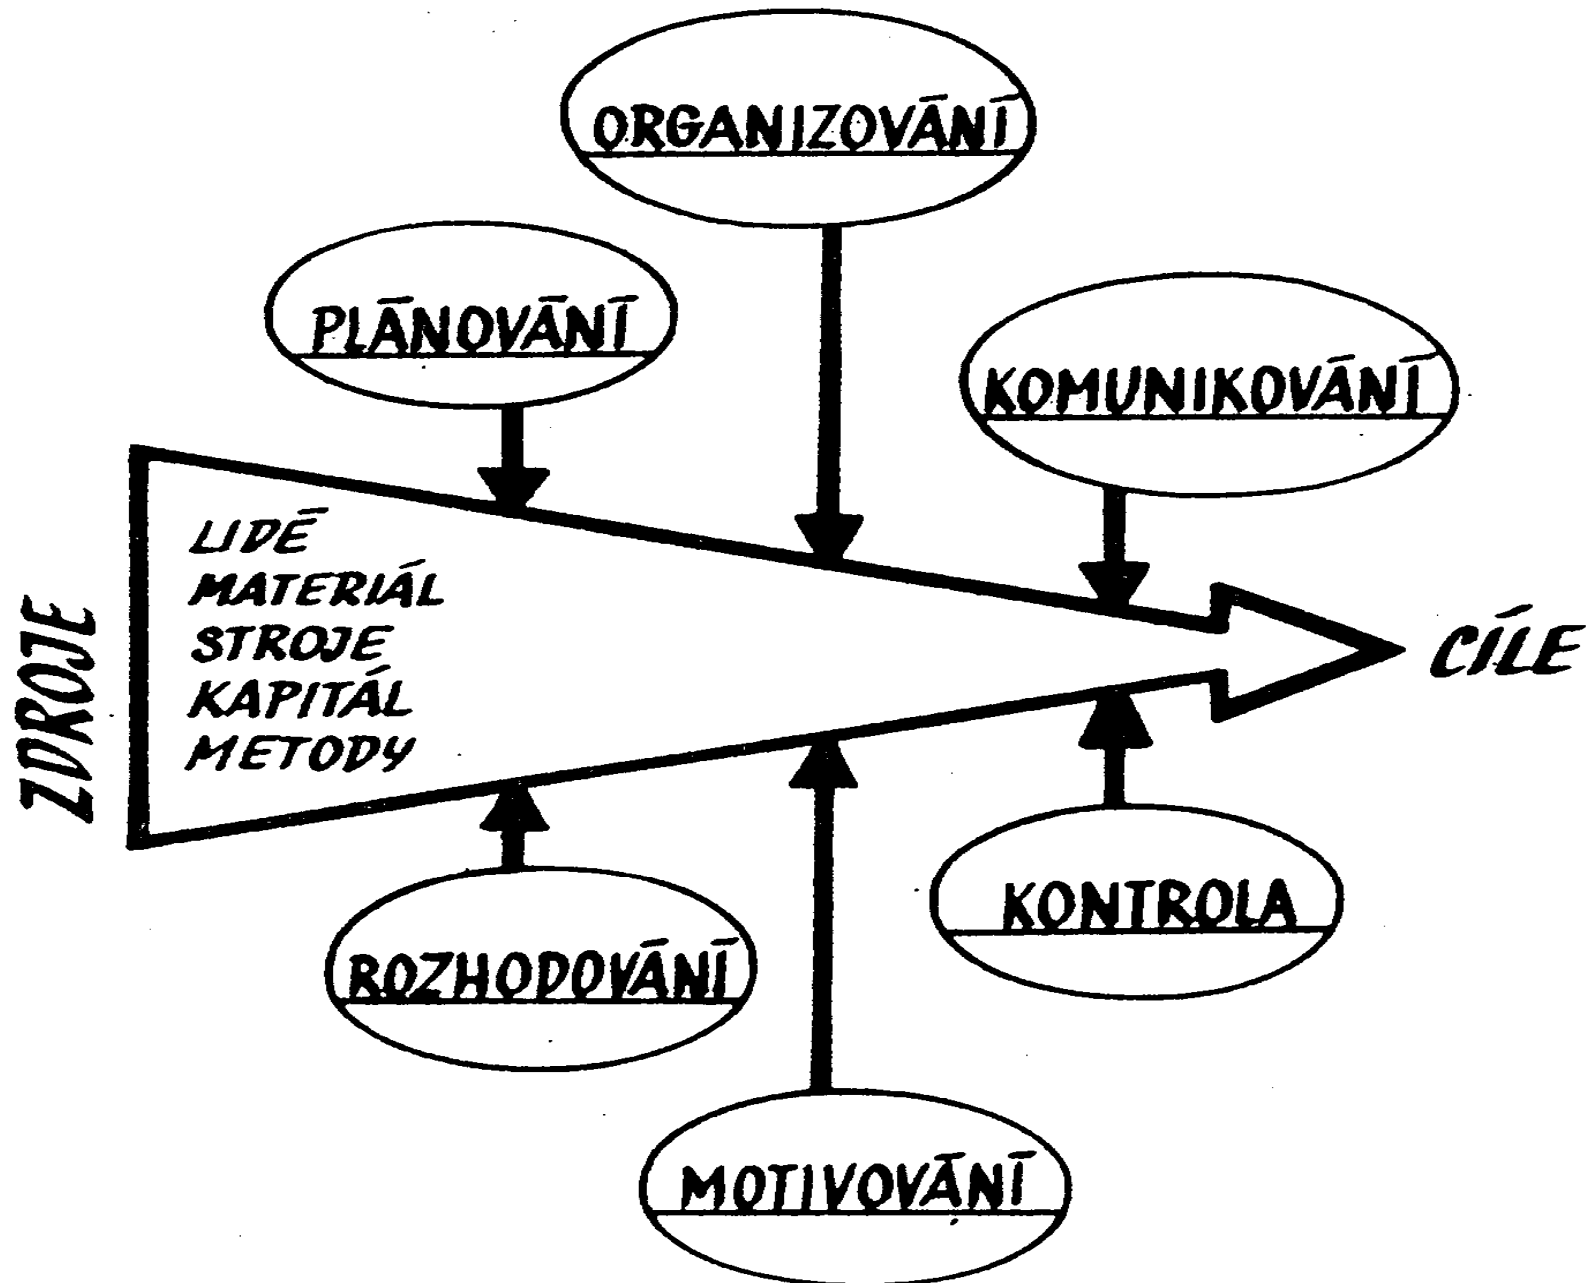 ORGANIZOVÁNÍ
PLÁNOVÁNÍ
KOMUNIKOVÁNÍ
ZDROJE
LIDÉ
MATERIÁL
STROJE
KAPITÁL
METODY
CÍLE
ROZHODOVÁNÍ
KONTROLA
MOTIVOVÁNÍ